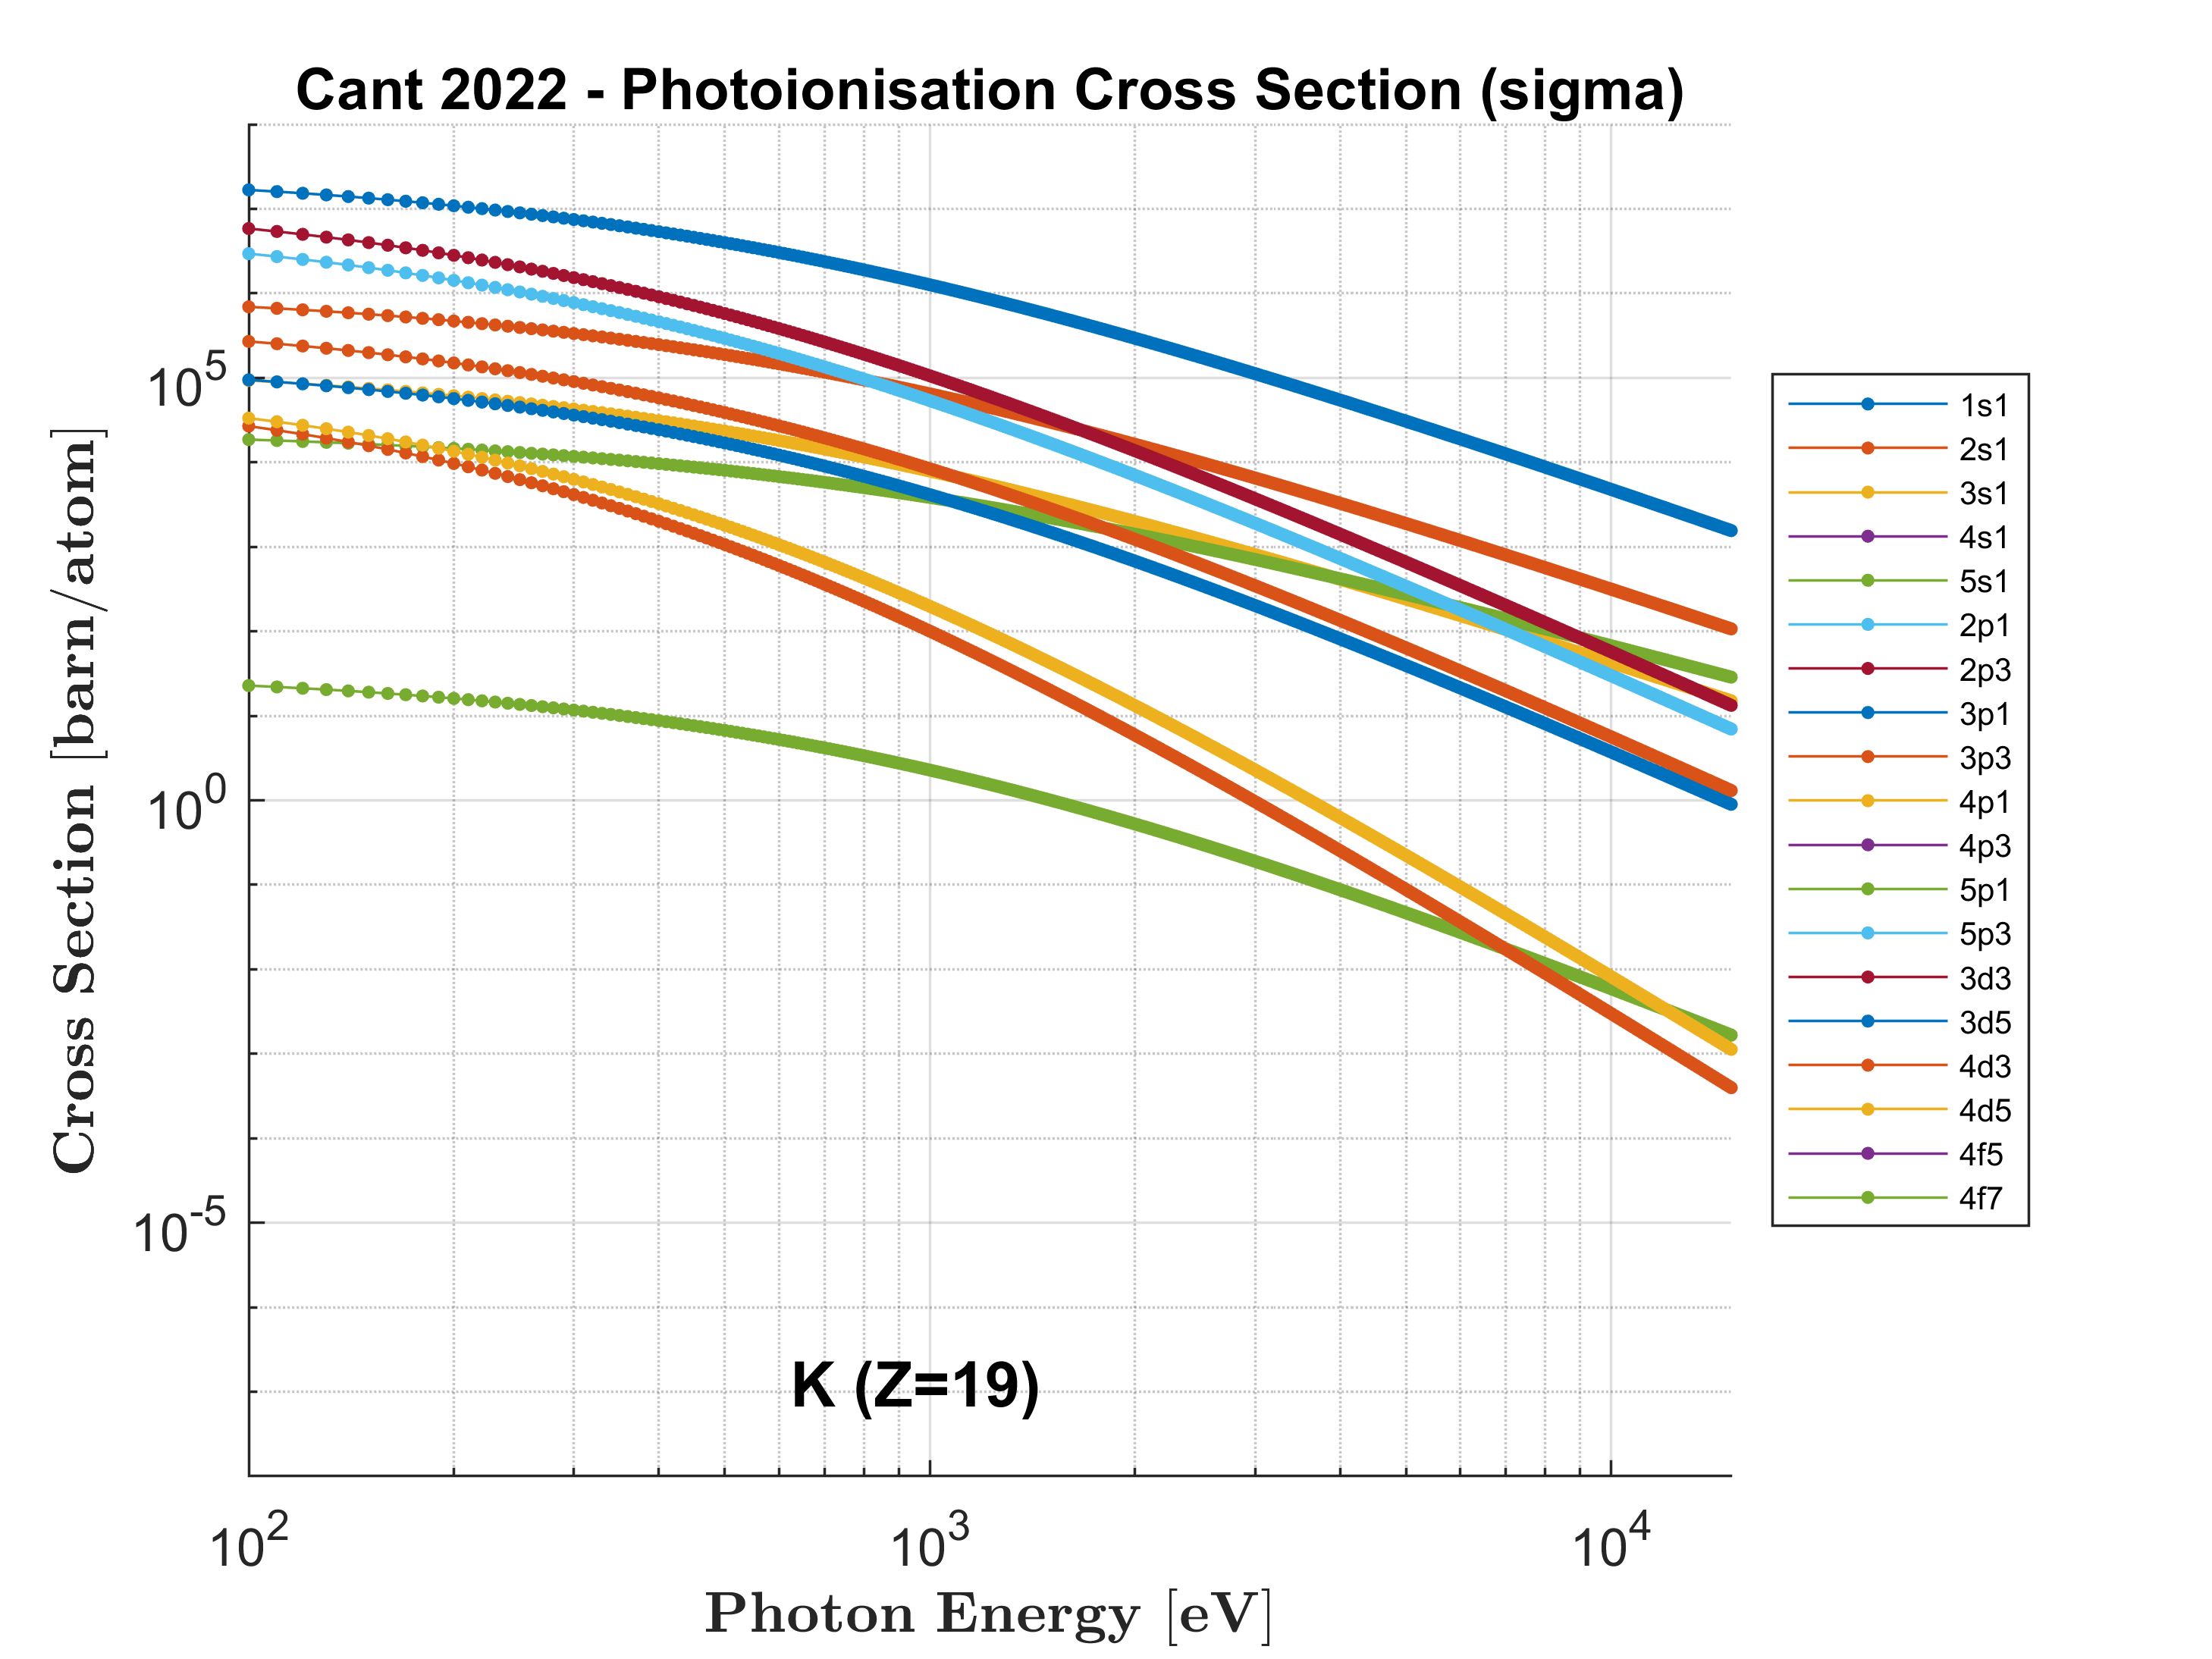 Cant 2022 - Photoionisation Cross Section (sigma)
Cross Section [barn/atom]
10^5
10^0
10^-5
K (Z=19)
10^2
10^3
10^4
Photon Energy [eV]
1s1
2s1
3s1
4s1
5s1
2p1
2p3
3p1
3p3
4p1
4p3
5p1
5p3
3d3
3d5
4d3
4d5
4f5
4f7